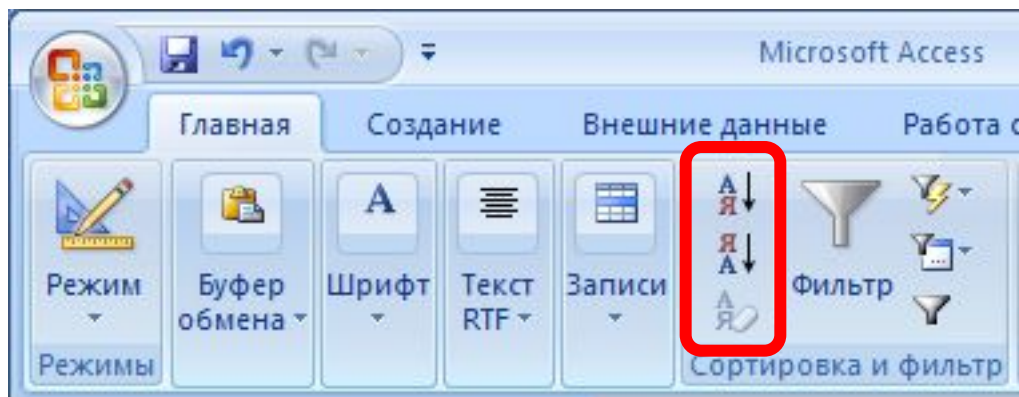 Microsoft Access
Главная Создание Внешние данные Работа с
Режим Буфер обмена Шрифт Текст RTF Записи Фильтр
Режимы Сортировка и фильтр